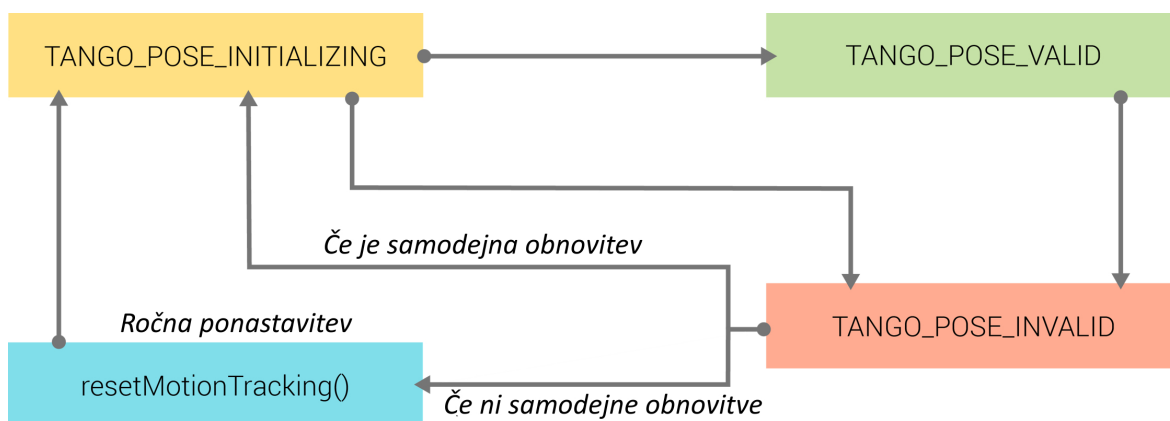 TANGO_POSE_INITIALIZING
TANGO_POSE_VALID
Če je samodejna obnovitev
Ročna ponastavitev
TANGO_POSE_INVALID
resetMotionTracking()
Če ni samodejne obnovitve